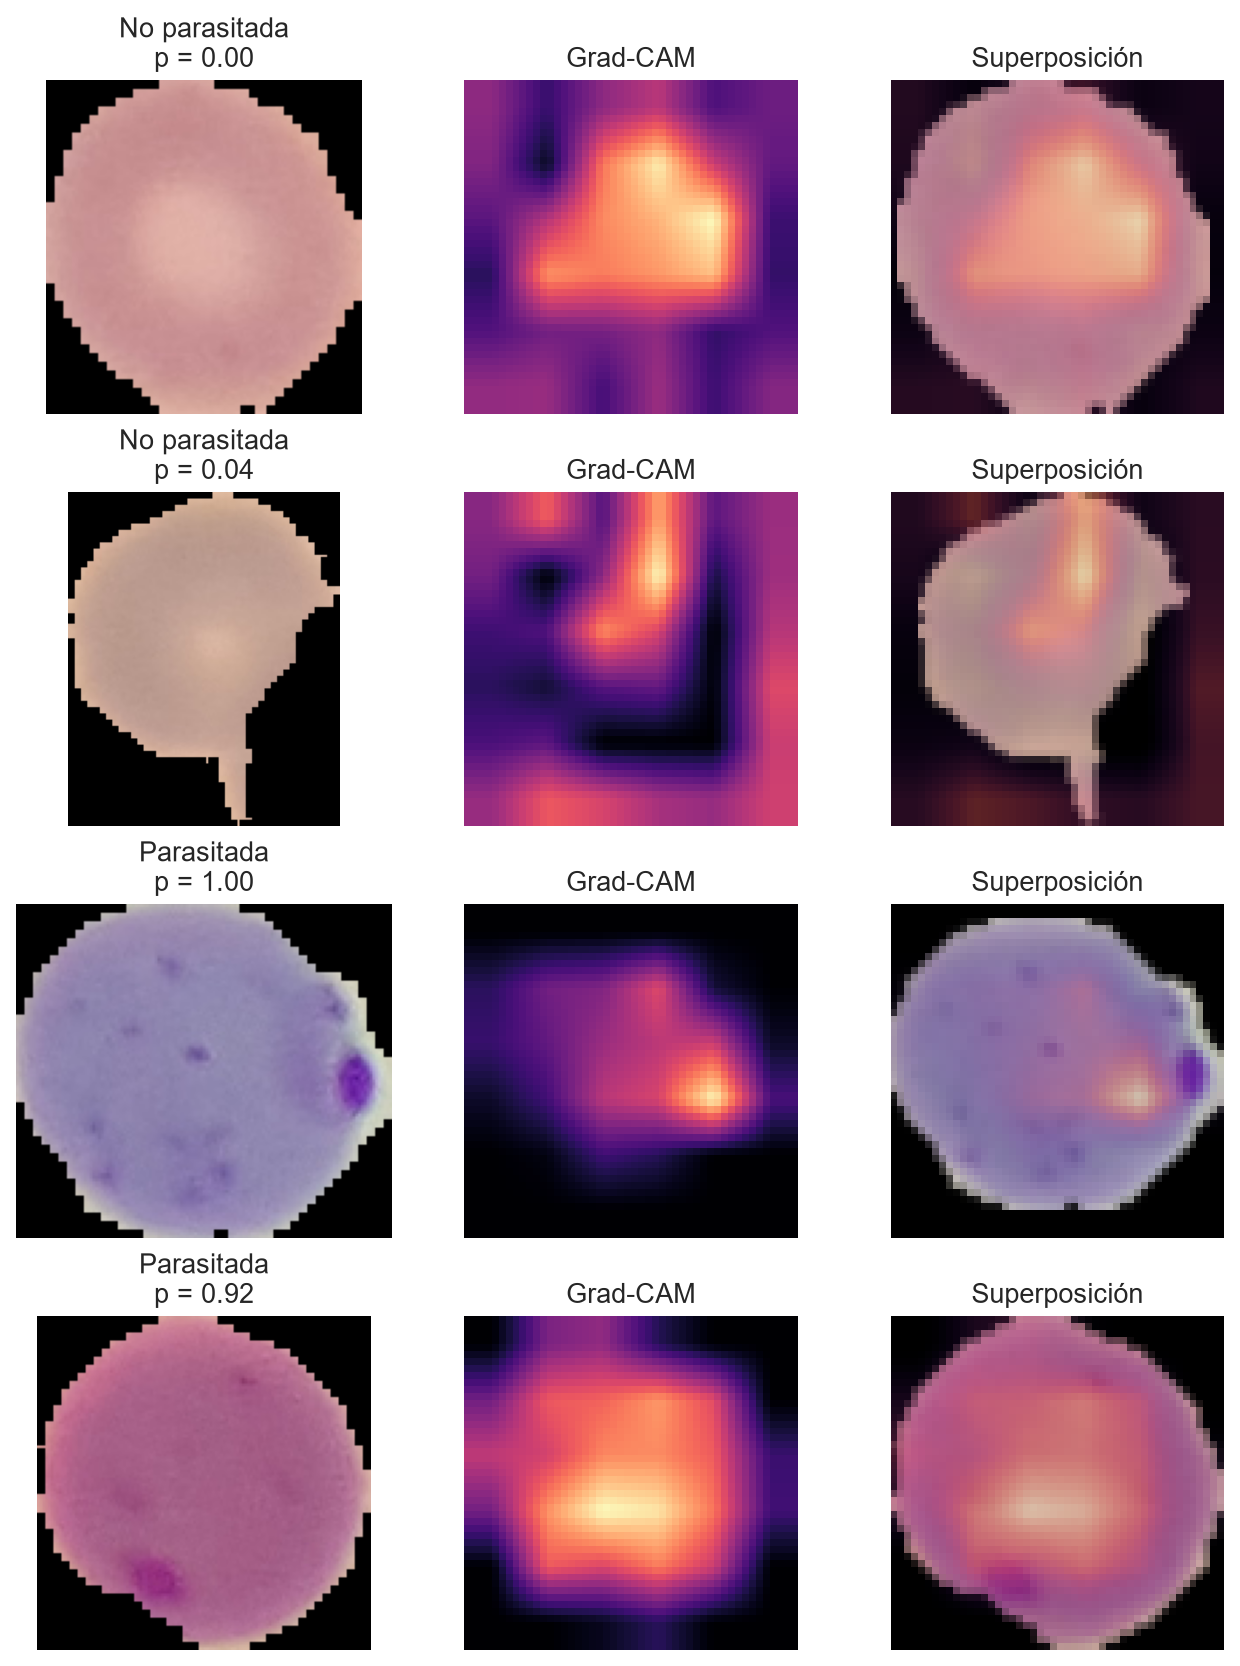 No parasitada
p = 0.00
Grad-CAM
Superposición
No parasitada
p = 0.04
Grad-CAM
Superposición
Parasitada
p = 1.00
Grad-CAM
Superposición
Parasitada
p = 0.92
Grad-CAM
Superposición